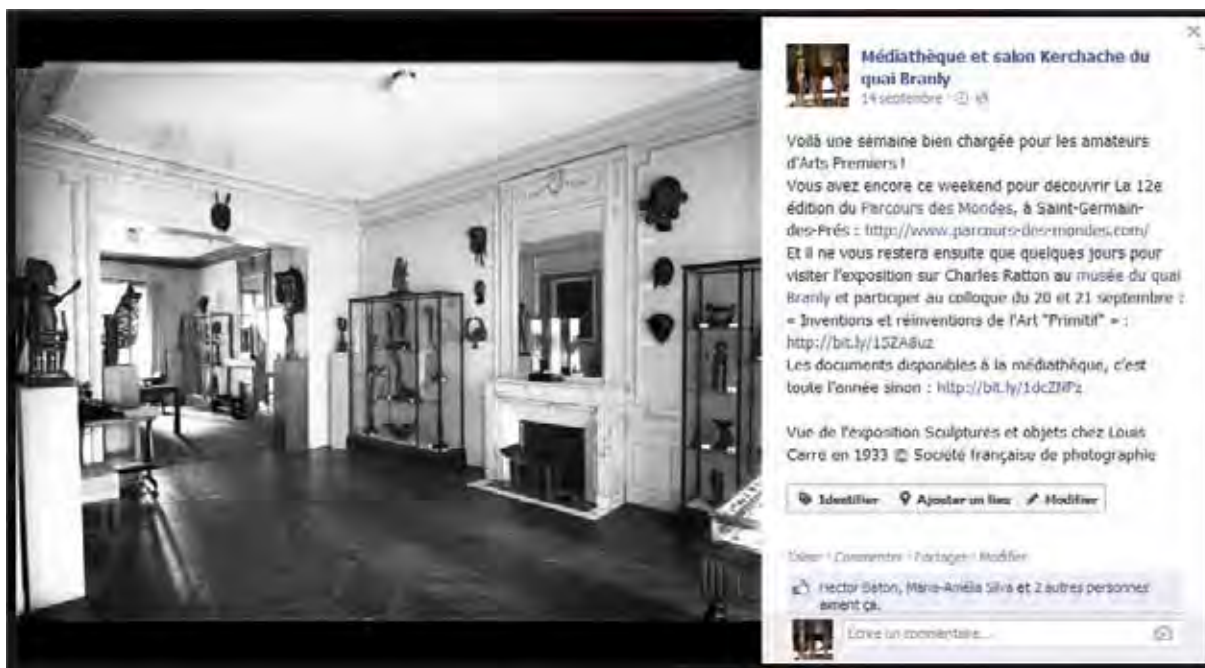 Médiathèque et salon Kerchache du
quai Branly
14 septembre
Voilà une semaine bien chargée pour les amateurs
d'Arts Premiers !
Vous avez encore ce weekend pour découvrir La 12e
édition du Parcours des Mondes, à Saint-Germain-
des-Prés : http://www.parcours-des-mondes.com/
Et il ne vous restera ensuite que quelques jours pour
visiter l'exposition sur Charles Ratton au musée du quai
Branly et participer au colloque du 20 et 21 septembre :
« Inventions et réinventions de l'Art "Primitif" » :
http://bit.ly/15ZA8uz
Les documents disponibles à la médiathèque, c'est
toute l'année sinon : http://bit.ly/1dcZNPz
Vue de l'exposition Sculptures et objets chez Louis
Carre en 1933 © Société française de photographie
Identifier Ajouter un lieu Modifier
J'aime · Commenter · Partager · Modifier
Hector Baton, Maria-Amélia Silva et 2 autres personnes
aiment ça.
Écrire un commentaire...